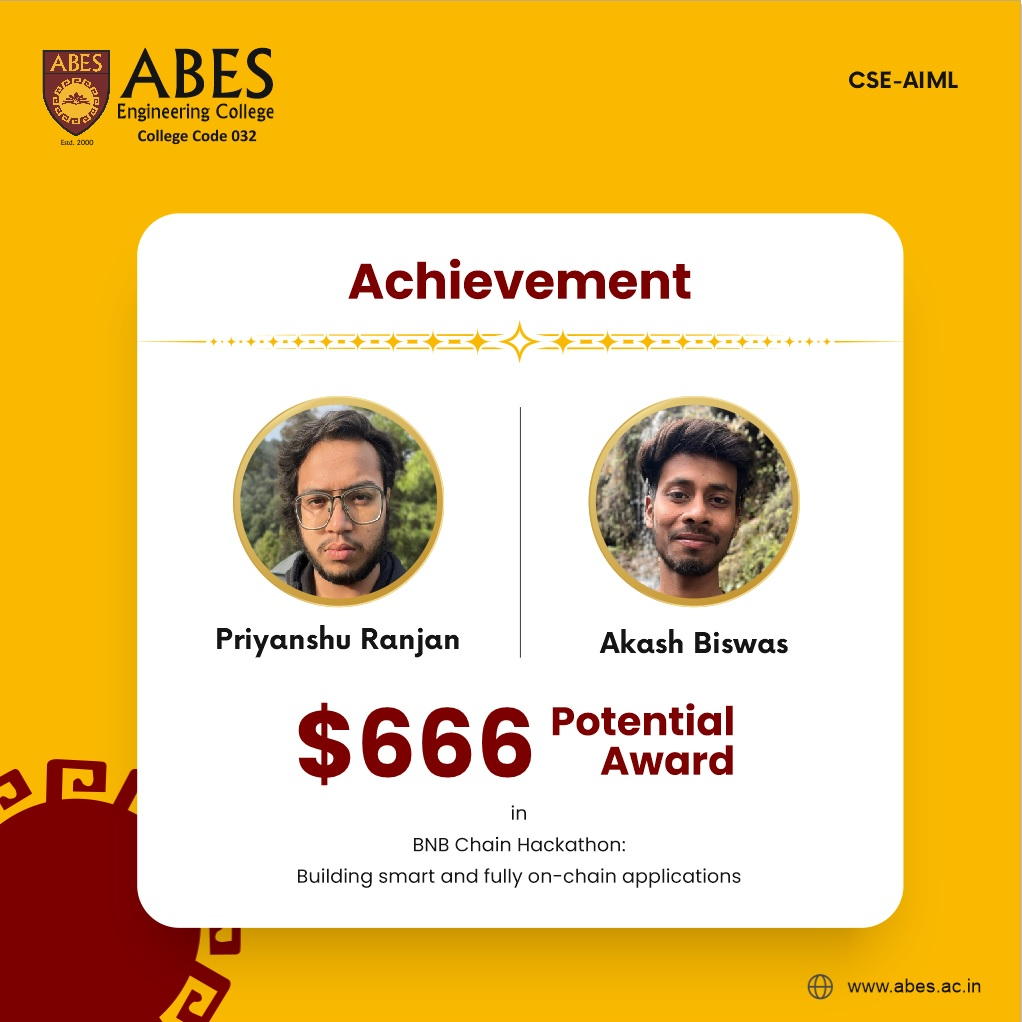 ABES
Estd. 2000
ABES
Engineering College
College Code 032
CSE-AIML
Achievement
Priyanshu Ranjan
Akash Biswas
$666 Potential
Award
in
BNB Chain Hackathon:
Building smart and fully on-chain applications
www.abes.ac.in